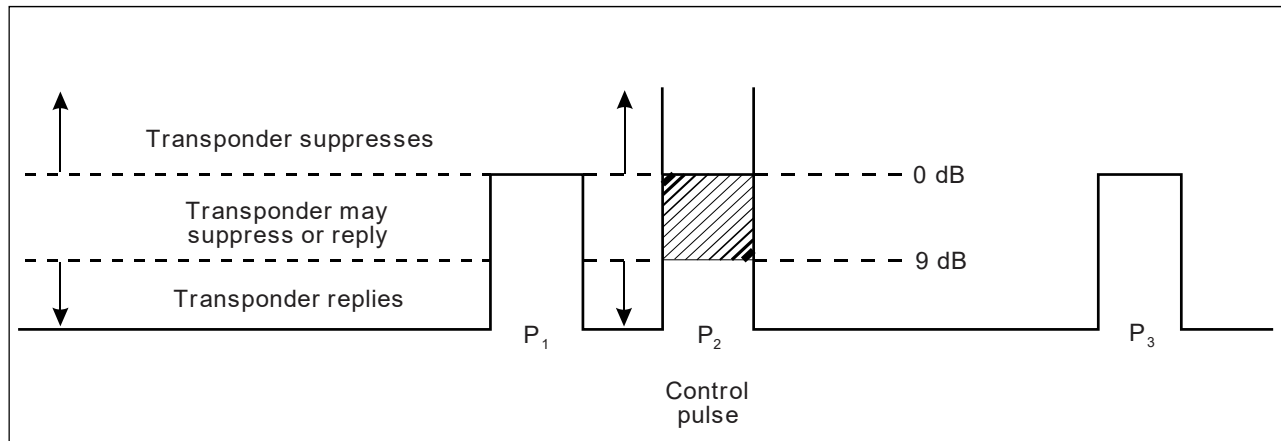 Transponder suppresses
0 dB
Transponder may
suppress or reply
9 dB
Transponder replies
P₁
P₂
P₃
Control
pulse